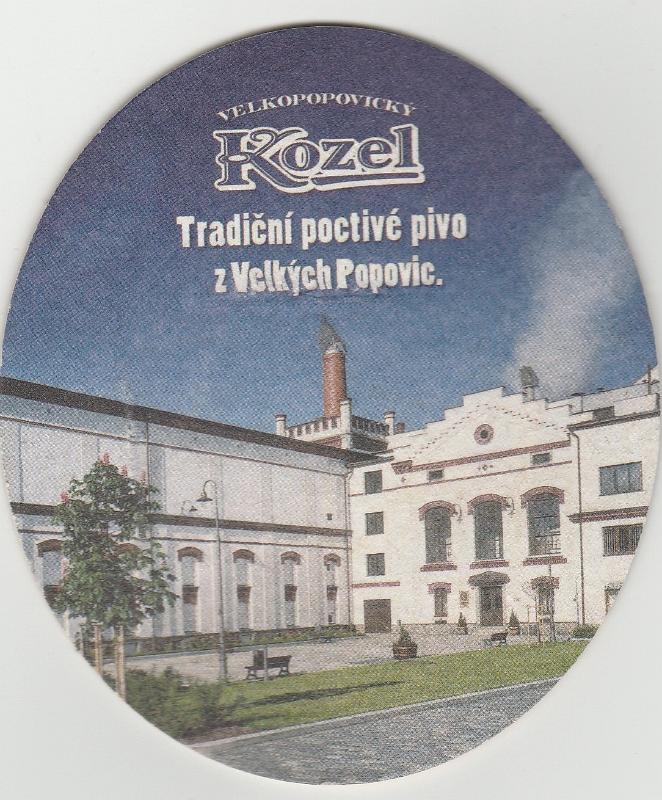 VELKOPOPOVICKÝ
Kozel
Tradiční poctivé pivo
z Velkých Popovic.